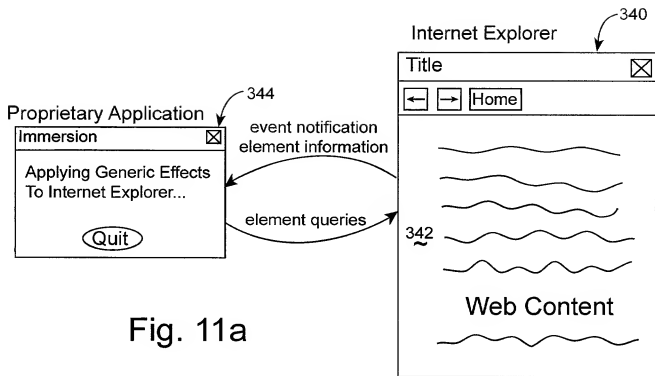 Internet Explorer
340
Title
Home
344
Proprietary Application
Immersion
Applying Generic Effects
To Internet Explorer...
Quit
event notification
element information
element queries
342
Web Content
Fig. 11a